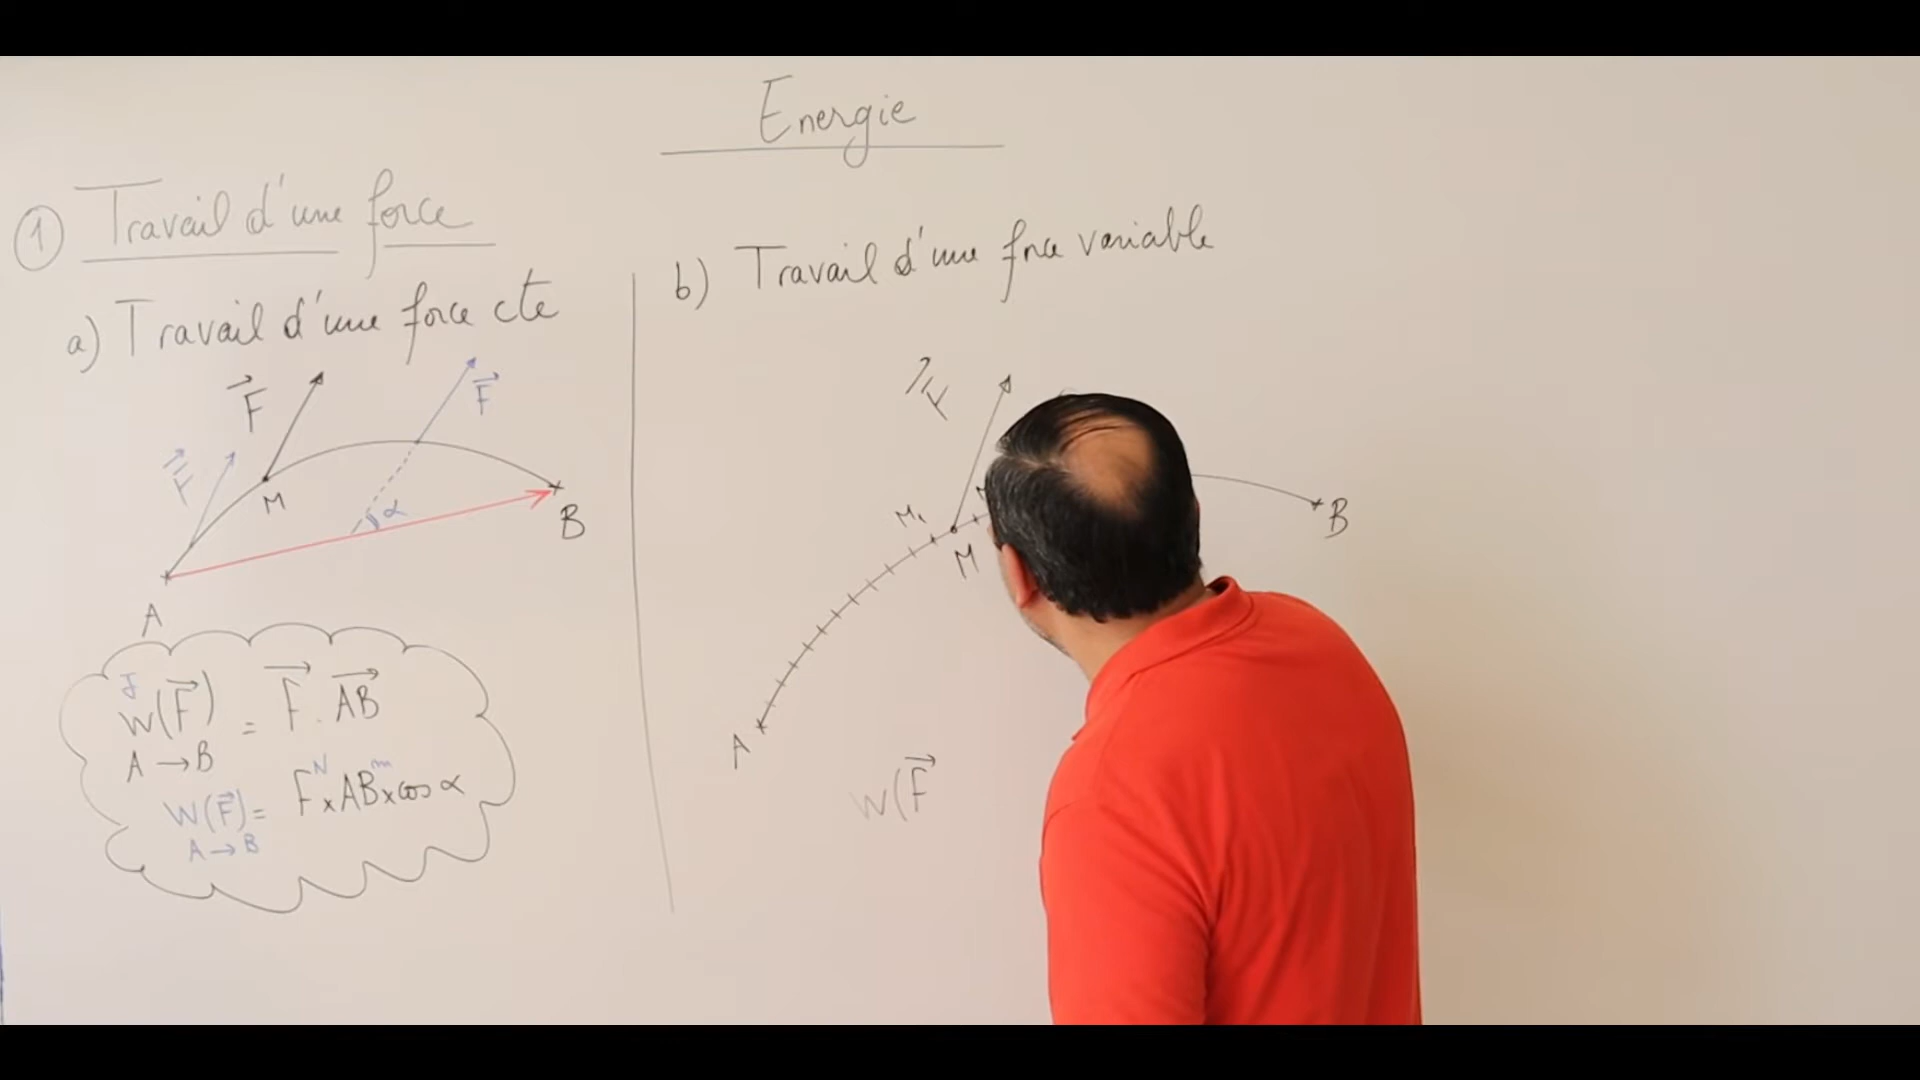 Energie
① Travail d'une force
a) Travail d'une force cte
F
F
F
M
α
A
B
J
W(F) = F . AB
A → B
N m
W(F) = F x AB x cos α
A → B
b) Travail d'une force variable
F
M₁
M
A
B
W(F